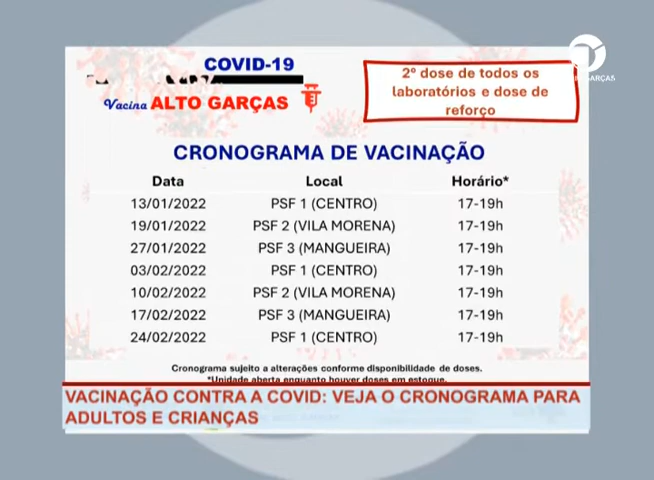 COVID-19
Vacina ALTO GARÇAS
2º dose de todos os
laboratórios e dose de
reforço
GARÇAS
CRONOGRAMA DE VACINAÇÃO
Data Local Horário*
13/01/2022 PSF 1 (CENTRO) 17-19h
19/01/2022 PSF 2 (VILA MORENA) 17-19h
27/01/2022 PSF 3 (MANGUEIRA) 17-19h
03/02/2022 PSF 1 (CENTRO) 17-19h
10/02/2022 PSF 2 (VILA MORENA) 17-19h
17/02/2022 PSF 3 (MANGUEIRA) 17-19h
24/02/2022 PSF 1 (CENTRO) 17-19h
Cronograma sujeito a alterações conforme disponibilidade de doses.
*Unidade aberta enquanto houver doses em estoque.
VACINAÇÃO CONTRA A COVID: VEJA O CRONOGRAMA PARA
ADULTOS E CRIANÇAS